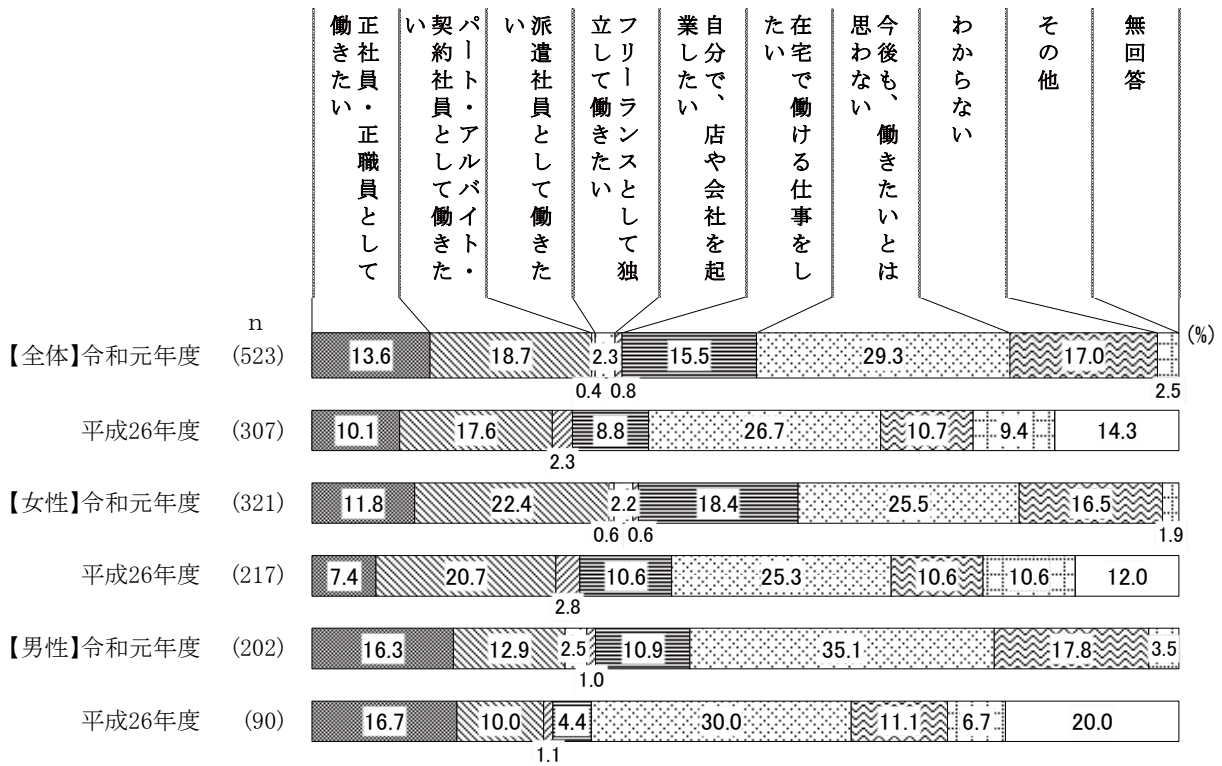 正社員・正職員として
働きたい
パート・アルバイト・
契約社員として働きた
い
派遣社員として働きた
い
フリーランスとして独
立して働きたい
自分で、店や会社を起
業したい
在宅で働ける仕事をし
たい
今後も、働きたいとは
思わない
わからない
その他
無回答
n
(%)
【全体】令和元年度 (523) 13.6 18.7 2.3 15.5 29.3 17.0
0.4 0.8 2.5
平成26年度 (307) 10.1 17.6 8.8 26.7 10.7 9.4 14.3
2.3
【女性】令和元年度 (321) 11.8 22.4 2.2 18.4 25.5 16.5
0.6 0.6 1.9
平成26年度 (217) 7.4 20.7 10.6 25.3 10.6 10.6 12.0
2.8
【男性】令和元年度 (202) 16.3 12.9 2.5 10.9 35.1 17.8 3.5
1.0
平成26年度 (90) 16.7 10.0 4.4 30.0 11.1 6.7 20.0
1.1